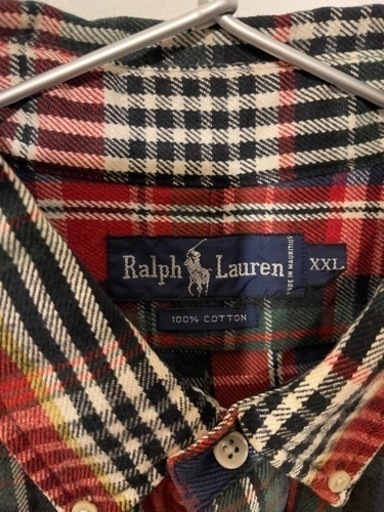 Ralph Lauren
MADE IN MAURITIUS
XXL
100% COTTON